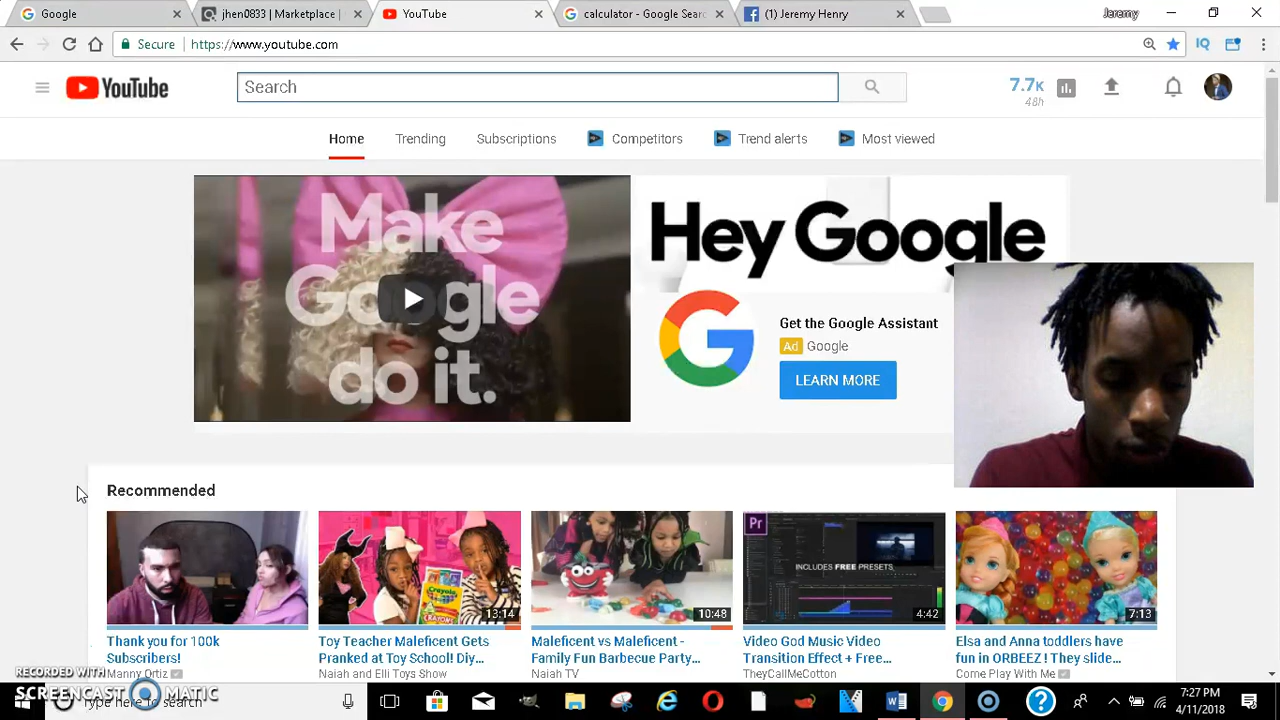 Google
jhen0833 | Marketplace |
YouTube
calculator - Google Sear
(1) Jeremy Henry
Jeremy
Secure
https://www.youtube.com
YouTube
Search
7.7K
48h
Home
Trending
Subscriptions
Competitors
Trend alerts
Most viewed
Make
Google
do it.
Hey Google
Get the Google Assistant
Ad Google
LEARN MORE
Recommended
Pr
INCLUDES FREE PRESETS
13:14
10:48
4:42
7:13
Thank you for 100k
Subscribers!
Manny Ortiz
Toy Teacher Maleficent Gets
Pranked at Toy School! Diy...
Naiah and Elli Toys Show
Maleficent vs Maleficent -
Family Fun Barbecue Party...
Naiah TV
Video God Music Video
Transition Effect + Free...
TheyCallMeCotton
Elsa and Anna toddlers have
fun in ORBEEZ ! They slide...
Come Play With Me
RECORDED WITH
SCREENCAST MATIC
Type here to search
7:27 PM
4/11/2018